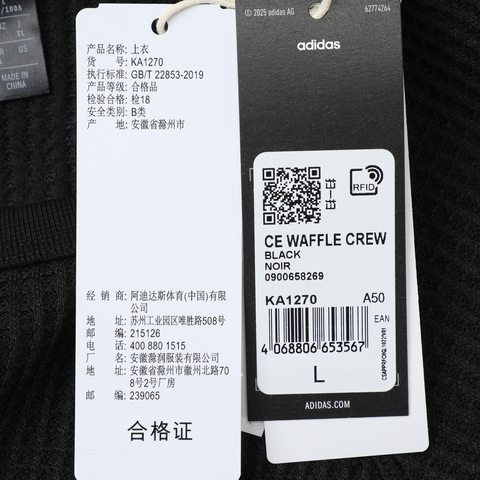 MADE IN
CHINA
产品名称: 上衣
货 号: KA1270
执行标准: GB/T 22853-2019
产品等级: 合格品
检验合格: 检18
安全类别: B类
产 地: 安徽省滁州市
经 销 商: 阿迪达斯体育(中国)有限
公司
地 址: 苏州工业园区唯胜路508号
邮 编: 215126
电 话: 400 880 1515
厂 名: 安徽滁润服装有限公司
地 址: 安徽省滁州市徽州北路70
8号2号厂房
邮 编: 239065
合格证
© 2025 adidas AG
62774264
adidas
RFID
CE WAFFLE CREW
BLACK
NOIR
0900658269
KA1270 A50
EAN
4 068806 653567
L
ADIDAS.COM